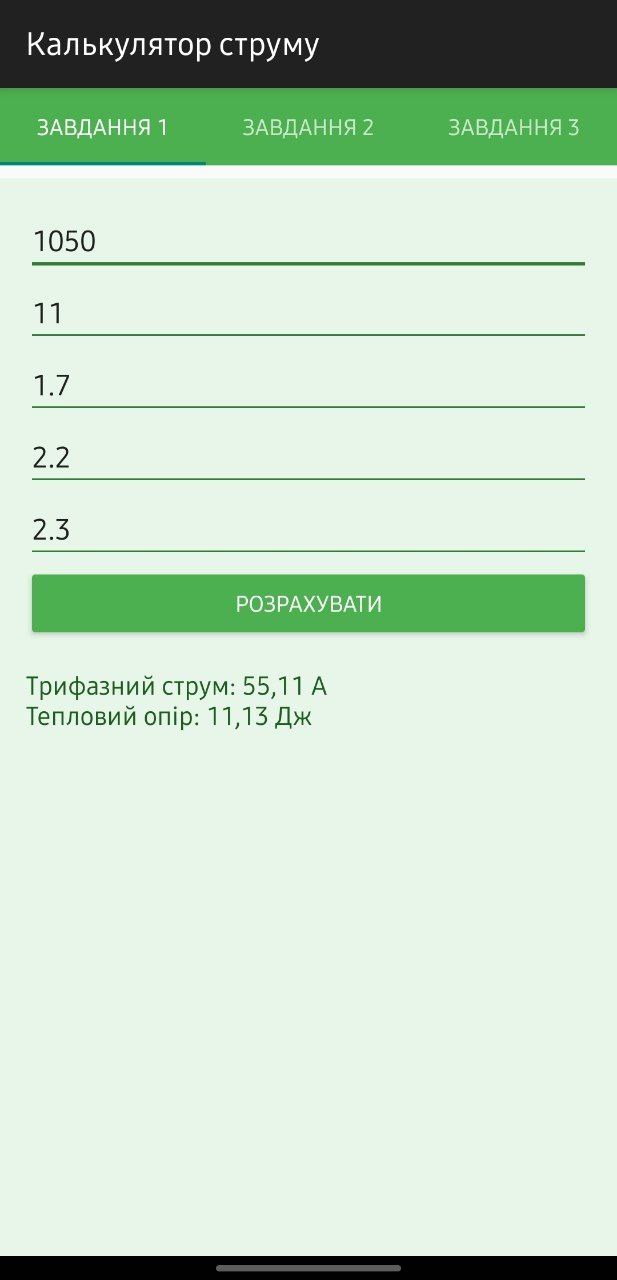 Калькулятор струму
ЗАВДАННЯ 1 ЗАВДАННЯ 2 ЗАВДАННЯ 3
1050
11
1.7
2.2
2.3
РОЗРАХУВАТИ
Трифазний струм: 55,11 А
Тепловий опір: 11,13 Дж